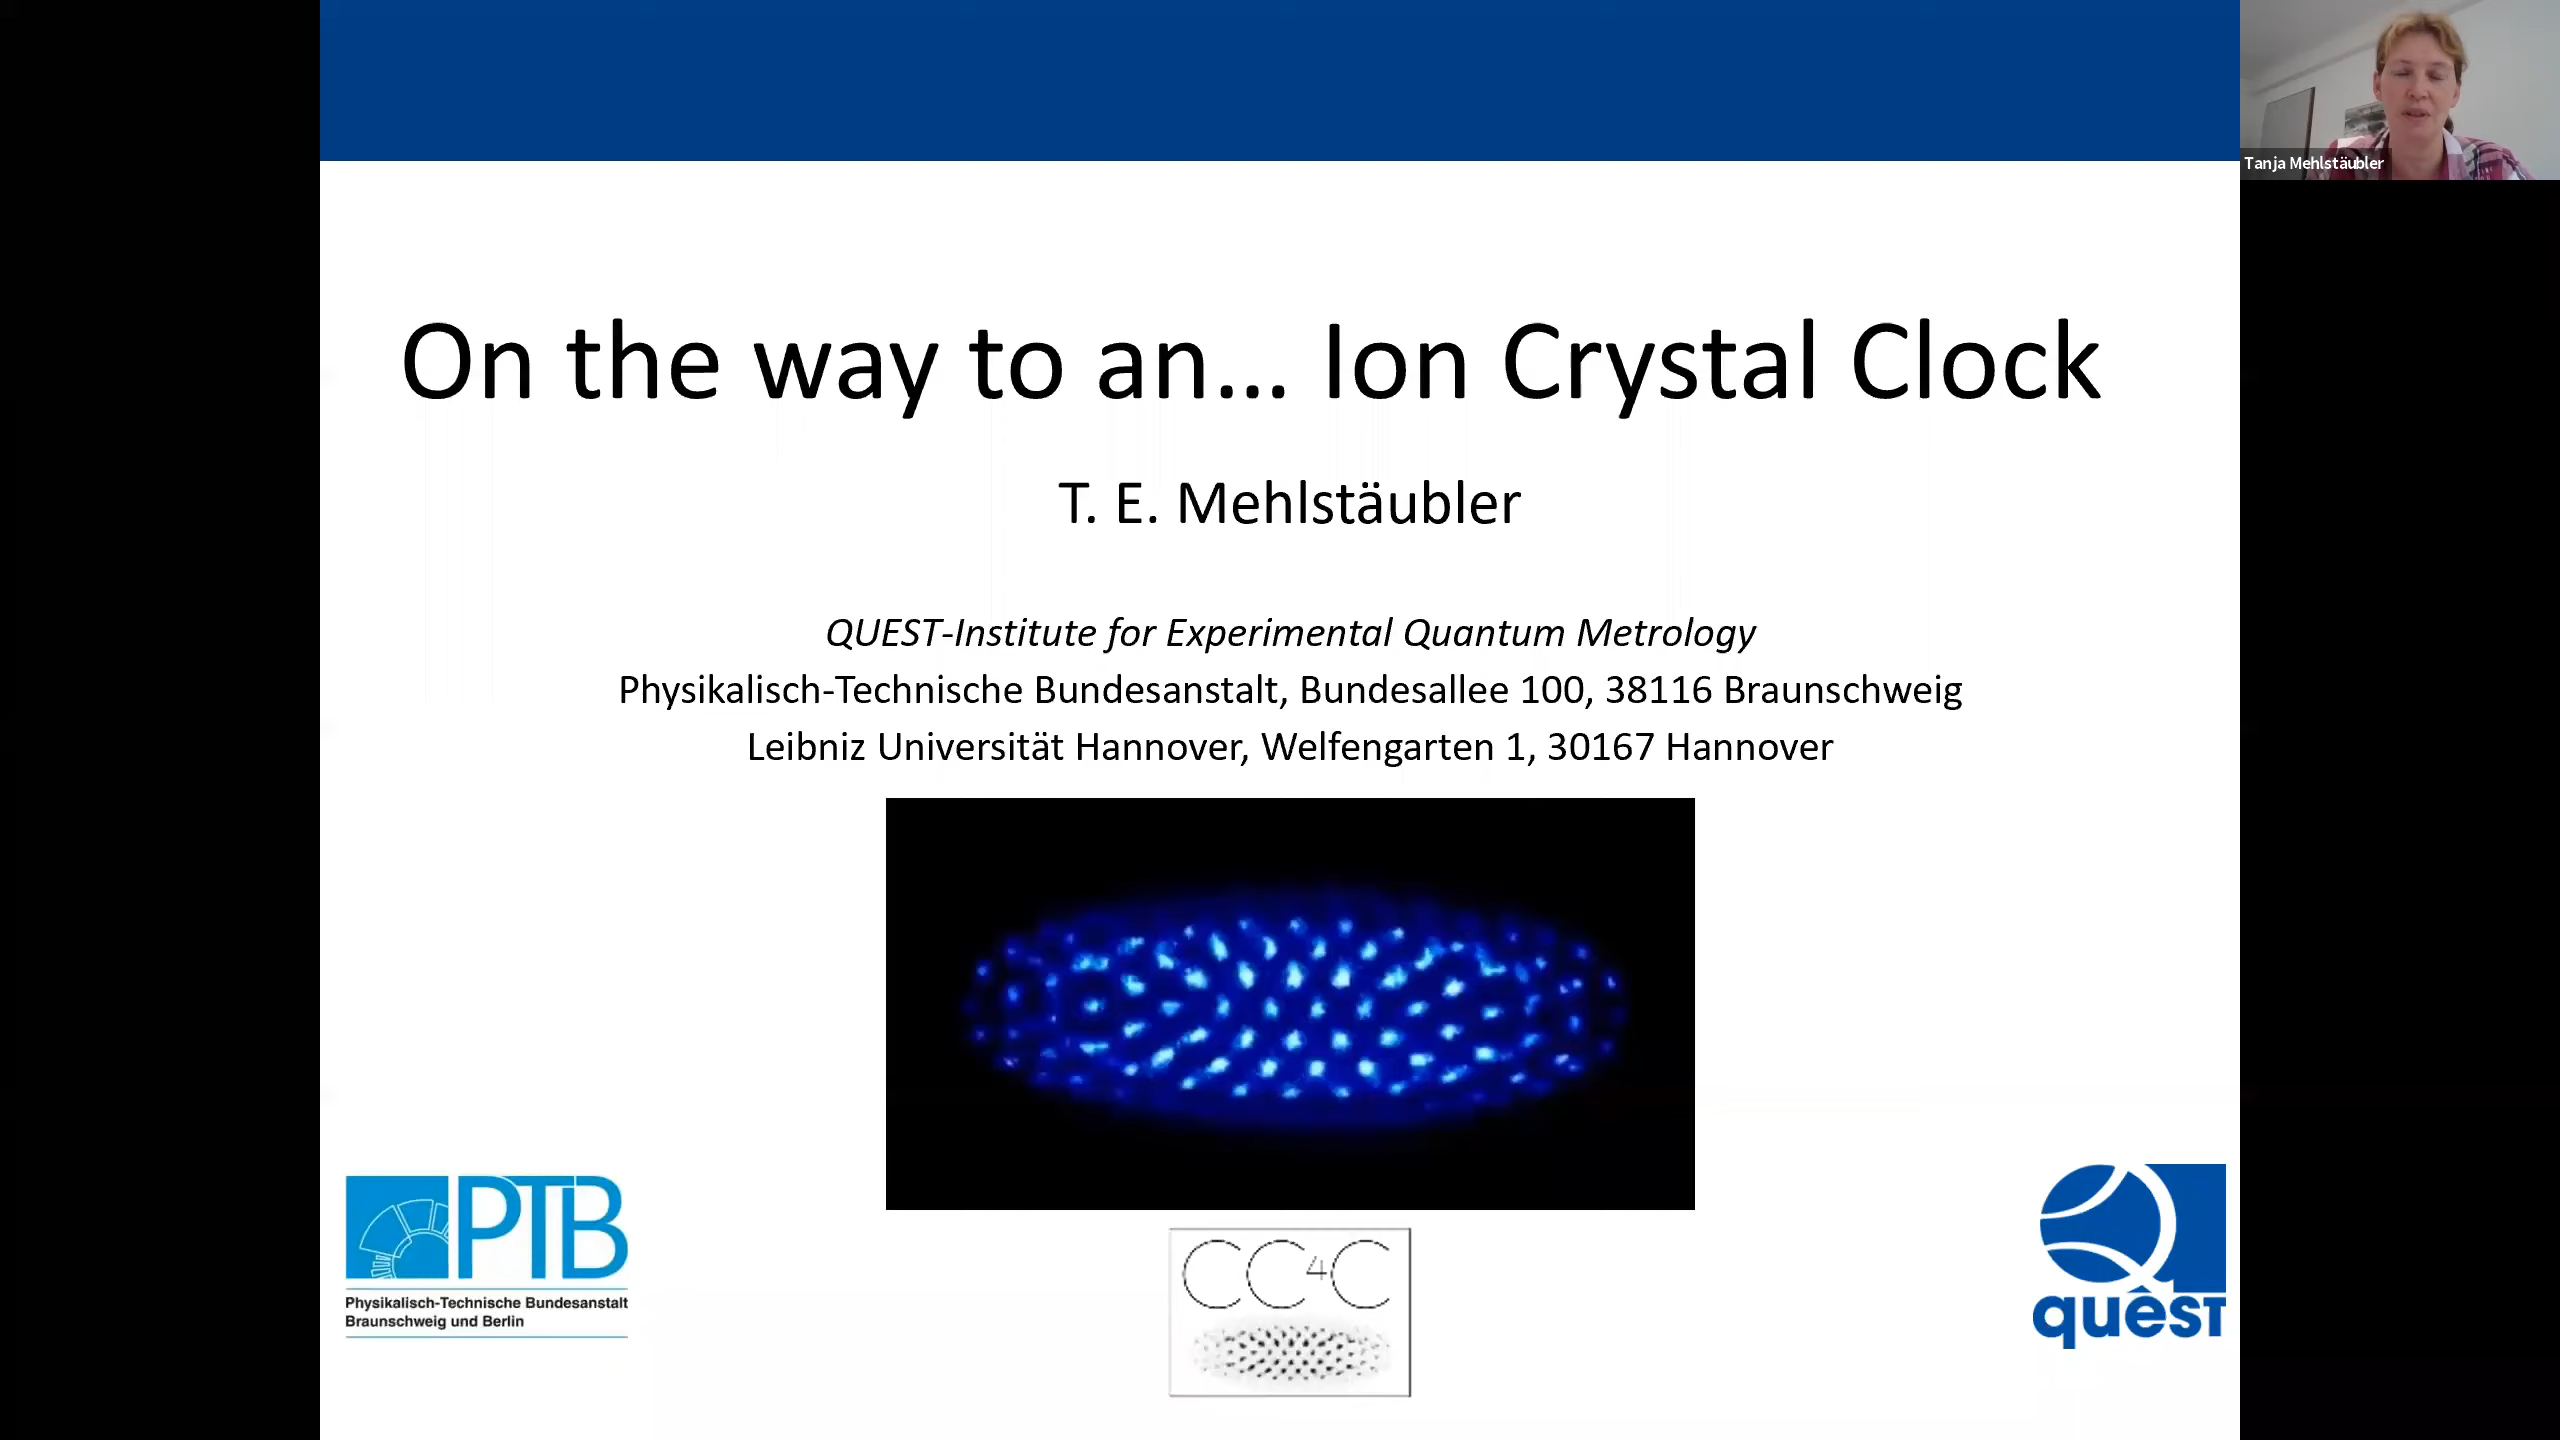 Tanja Mehlstäubler
On the way to an... Ion Crystal Clock
T. E. Mehlstäubler
QUEST-Institute for Experimental Quantum Metrology
Physikalisch-Technische Bundesanstalt, Bundesallee 100, 38116 Braunschweig
Leibniz Universität Hannover, Welfengarten 1, 30167 Hannover
PTB
Physikalisch-Technische Bundesanstalt
Braunschweig und Berlin
CC4C
quest